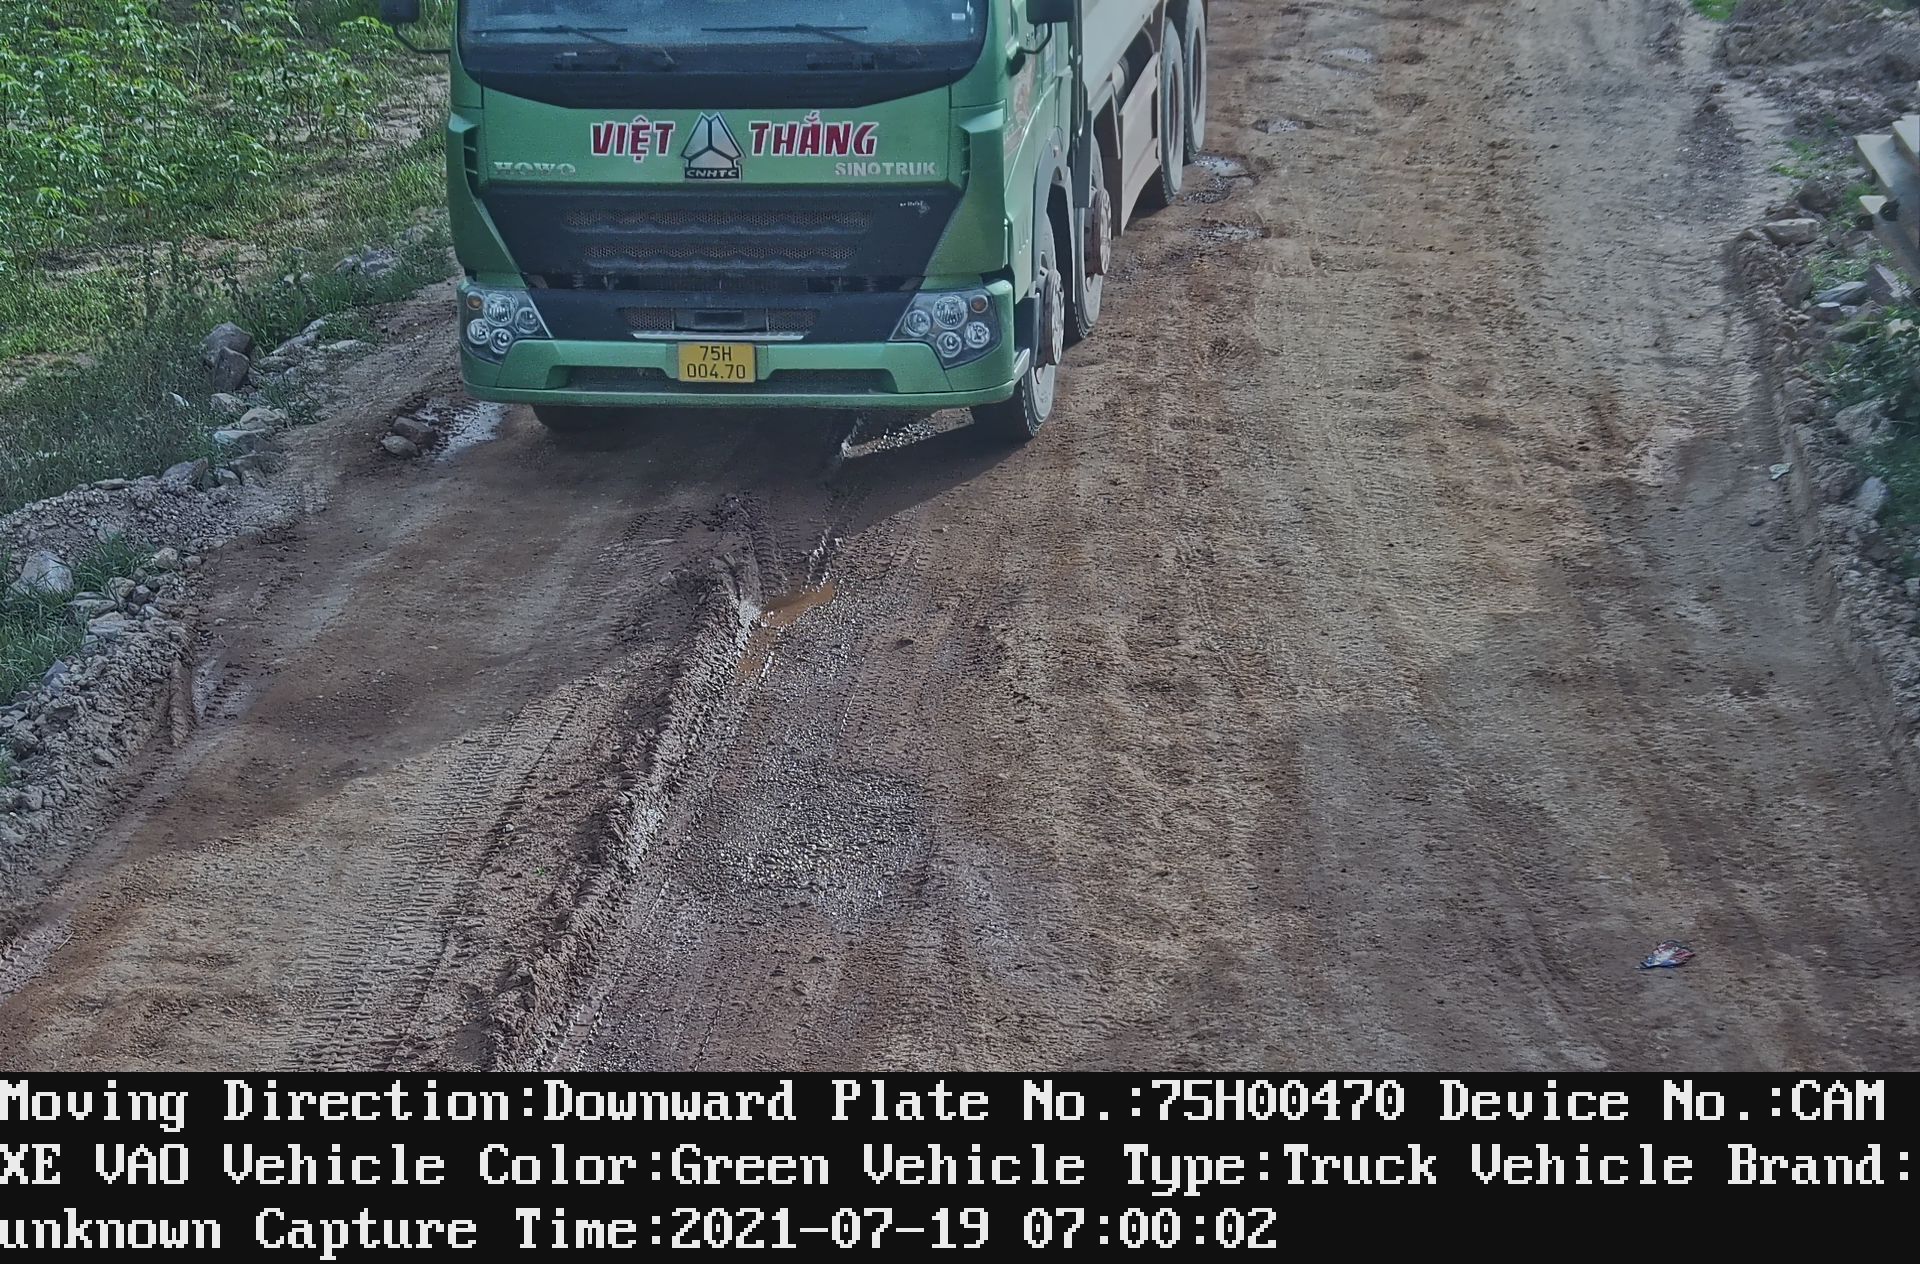 VIỆT THẮNG
HOWO CNHTC SINOTRUK
75H
004.70
Moving Direction:Downward Plate No.:75H00470 Device No.:CAM
XE VAO Vehicle Color:Green Vehicle Type:Truck Vehicle Brand:
unknown Capture Time:2021-07-19 07:00:02